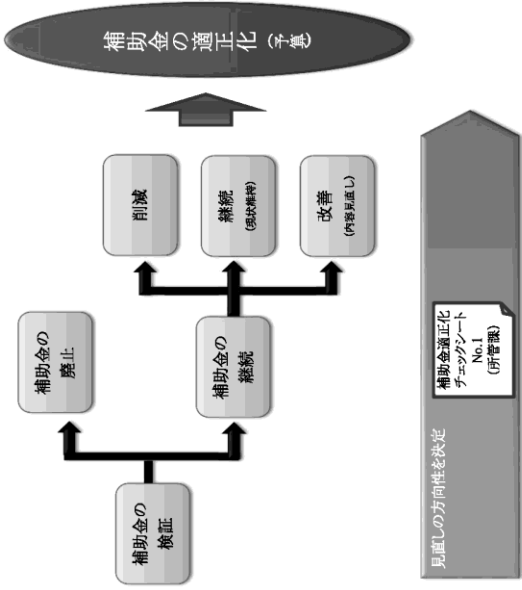 補助金の
検証
補助金の
廃止
補助金の
継続
削減
継続
(現状維持)
改善
(内容見直し)
補助金の適正化(予算)
見直しの方向性を決定
補助金適正化
チェックシート
No.1
(所管課)